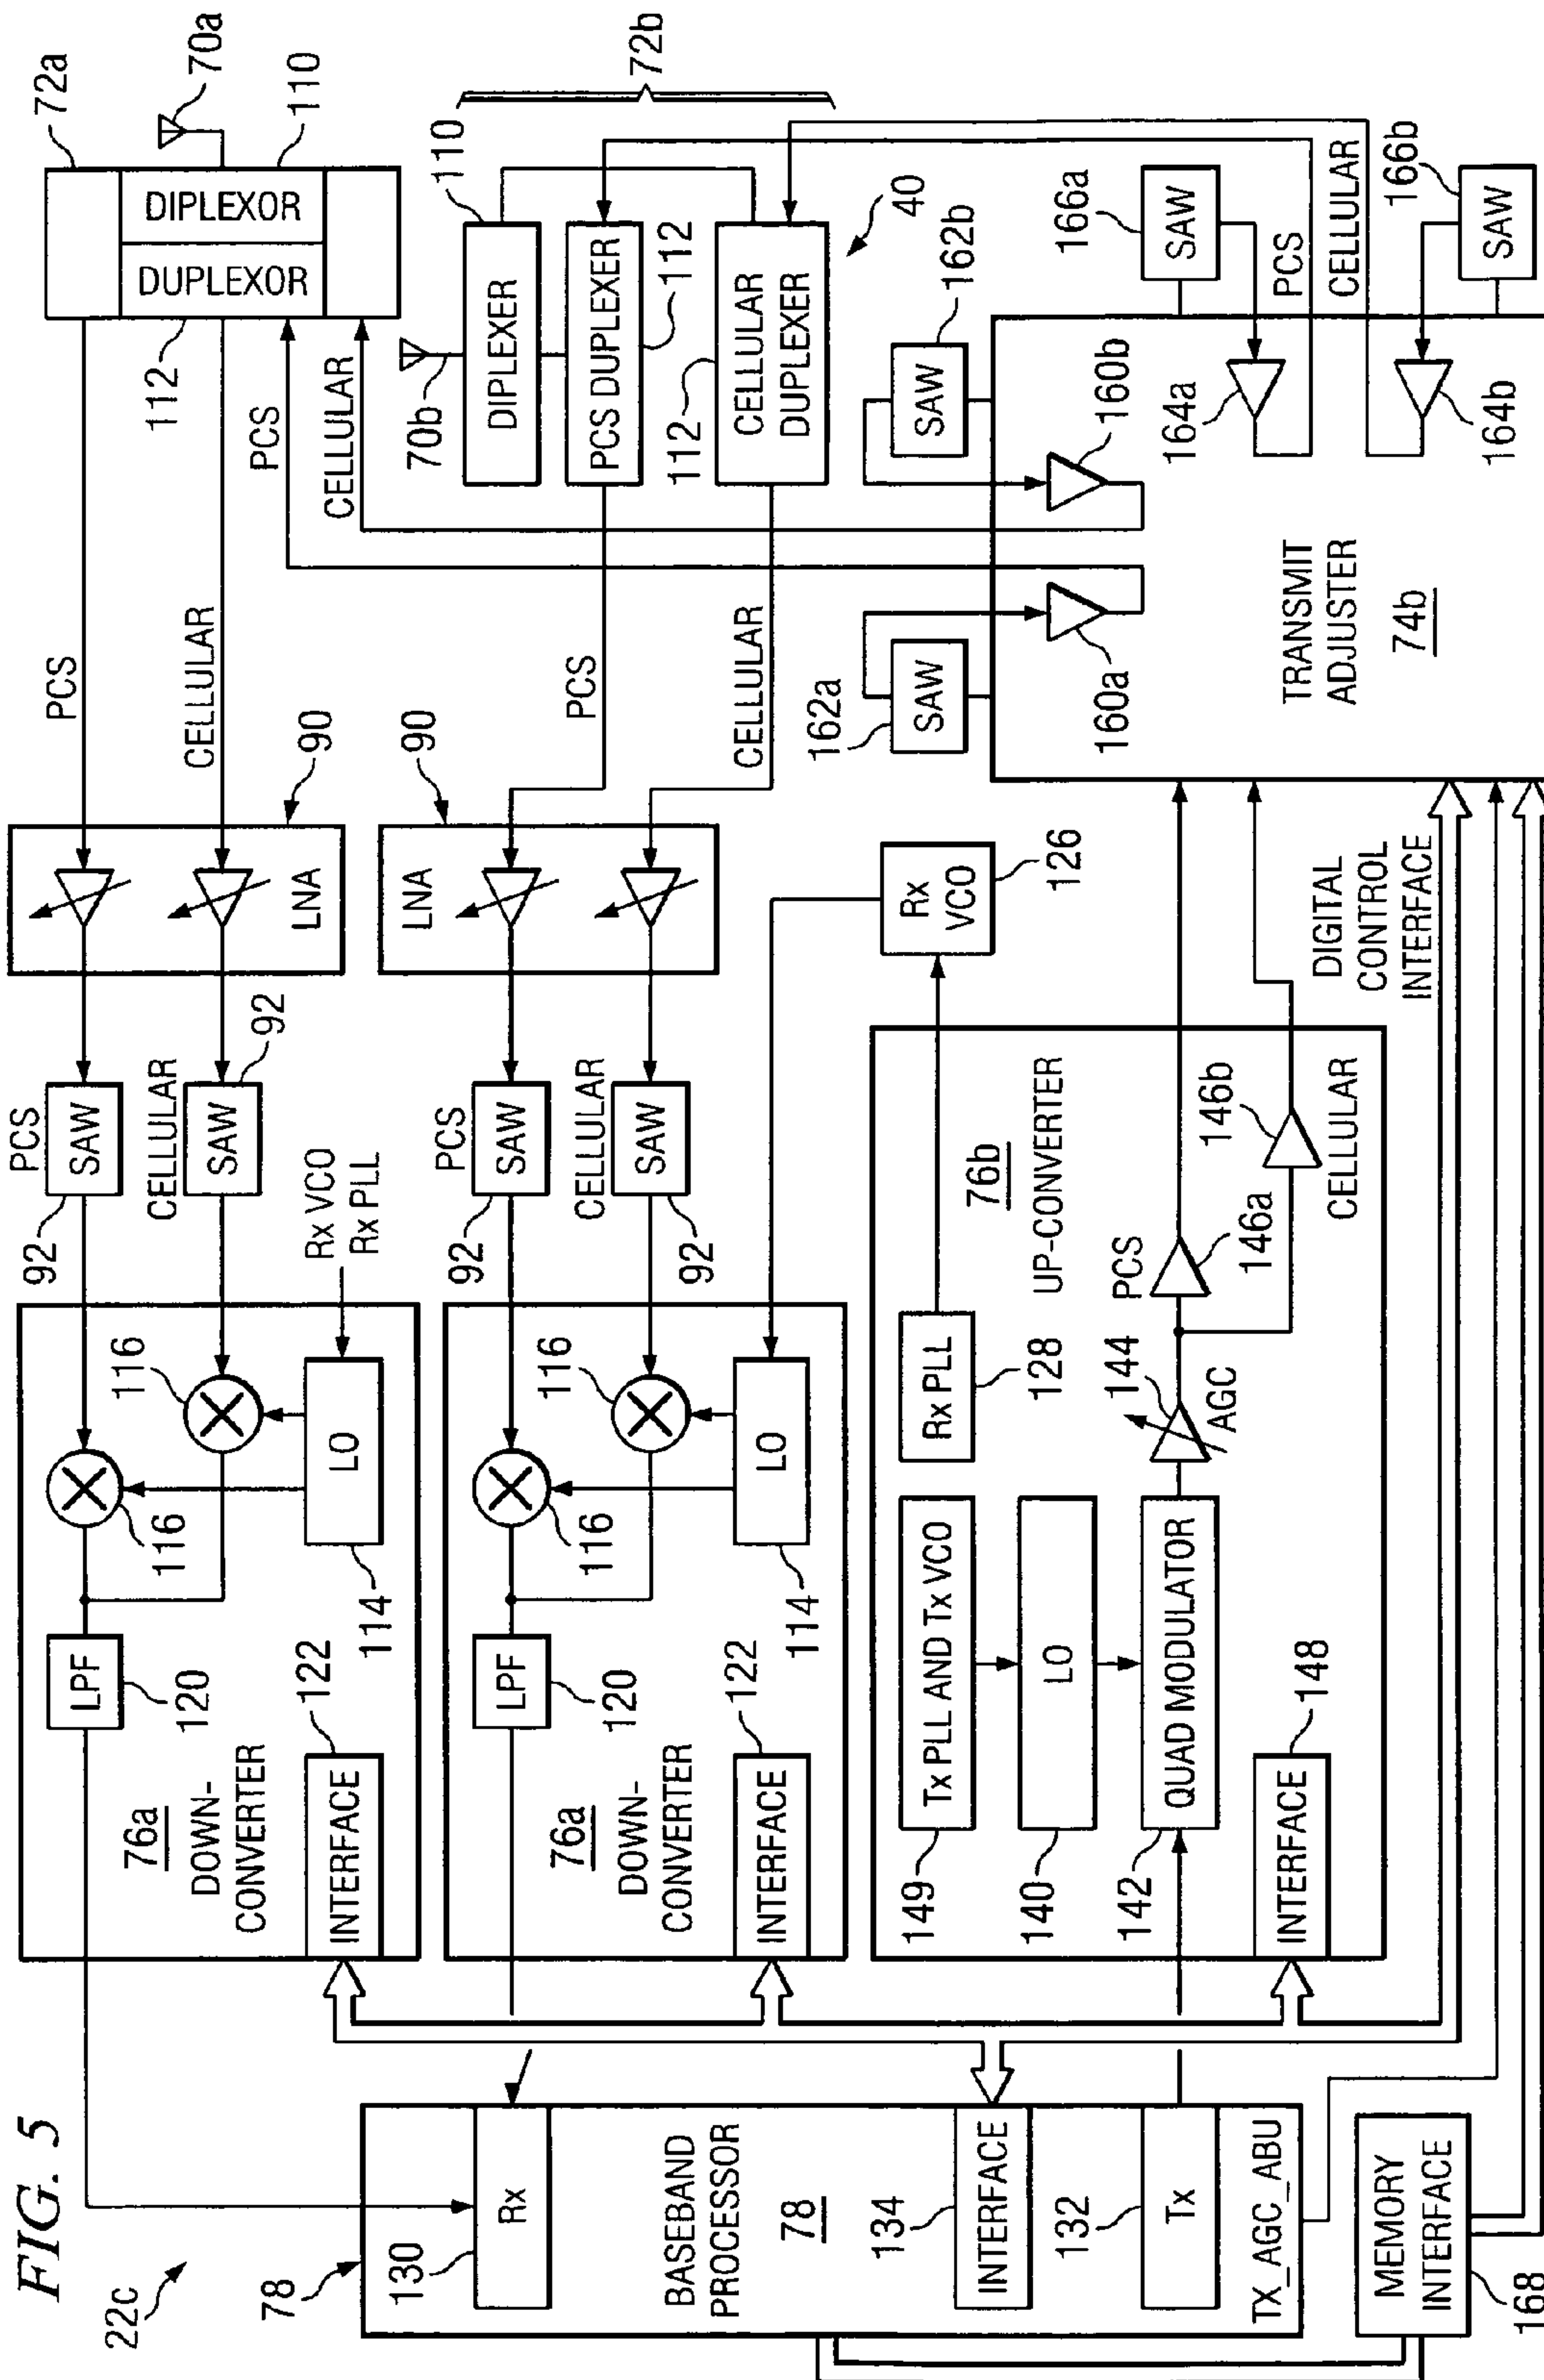 FIG. 5
22c
72a
70a
110
DIPLEXOR
DUPLEXOR
112
PCS
CELLULAR
PCS
CELLULAR
90
LNA
PCS
SAW
92
CELLULAR
SAW
92
Rx VCO
Rx PLL
116
116
LO
114
LPF
120
76a
DOWN-
CONVERTER
INTERFACE
122
72b
70b
110
DIPLEXER
PCS DUPLEXER
112
CELLULAR
DUPLEXER
112
40
PCS
CELLULAR
90
LNA
PCS
SAW
92
CELLULAR
SAW
92
116
116
LO
114
LPF
120
76a
DOWN-
CONVERTER
INTERFACE
122
Rx
VCO
126
76b
UP-CONVERTER
Rx PLL
128
Tx PLL AND Tx VCO
149
LO
140
QUAD MODULATOR
142
144
AGC
PCS
146a
146b
CELLULAR
INTERFACE
148
DIGITAL
CONTROL
INTERFACE
162a
SAW
162b
SAW
160a
160b
166a
SAW
PCS
164a
CELLULAR
166b
SAW
164b
TRANSMIT
ADJUSTER
74b
78
BASEBAND
PROCESSOR
78
Rx
130
INTERFACE
134
Tx
132
TX_AGC_ABU
MEMORY
INTERFACE
168